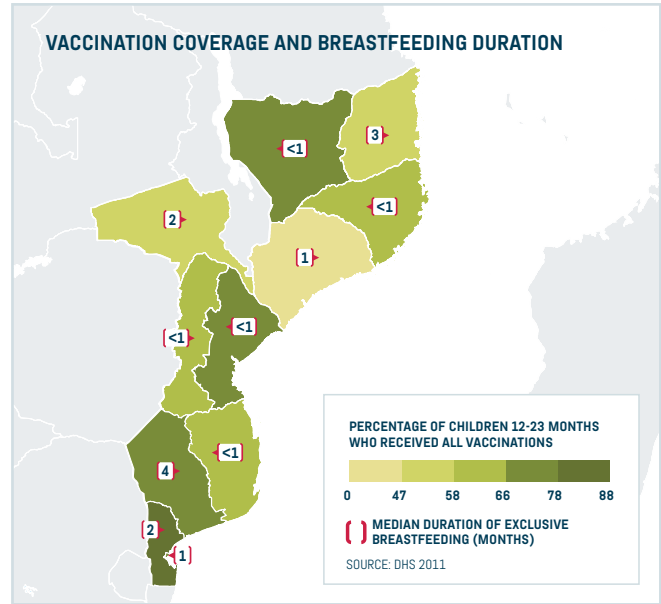 VACCINATION COVERAGE AND BREASTFEEDING DURATION
<1
3
<1
2
1
<1
<1
<1
4
2
1
PERCENTAGE OF CHILDREN 12-23 MONTHS
WHO RECEIVED ALL VACCINATIONS
0 47 58 66 78 88
[ ] MEDIAN DURATION OF EXCLUSIVE
BREASTFEEDING (MONTHS)
SOURCE: DHS 2011